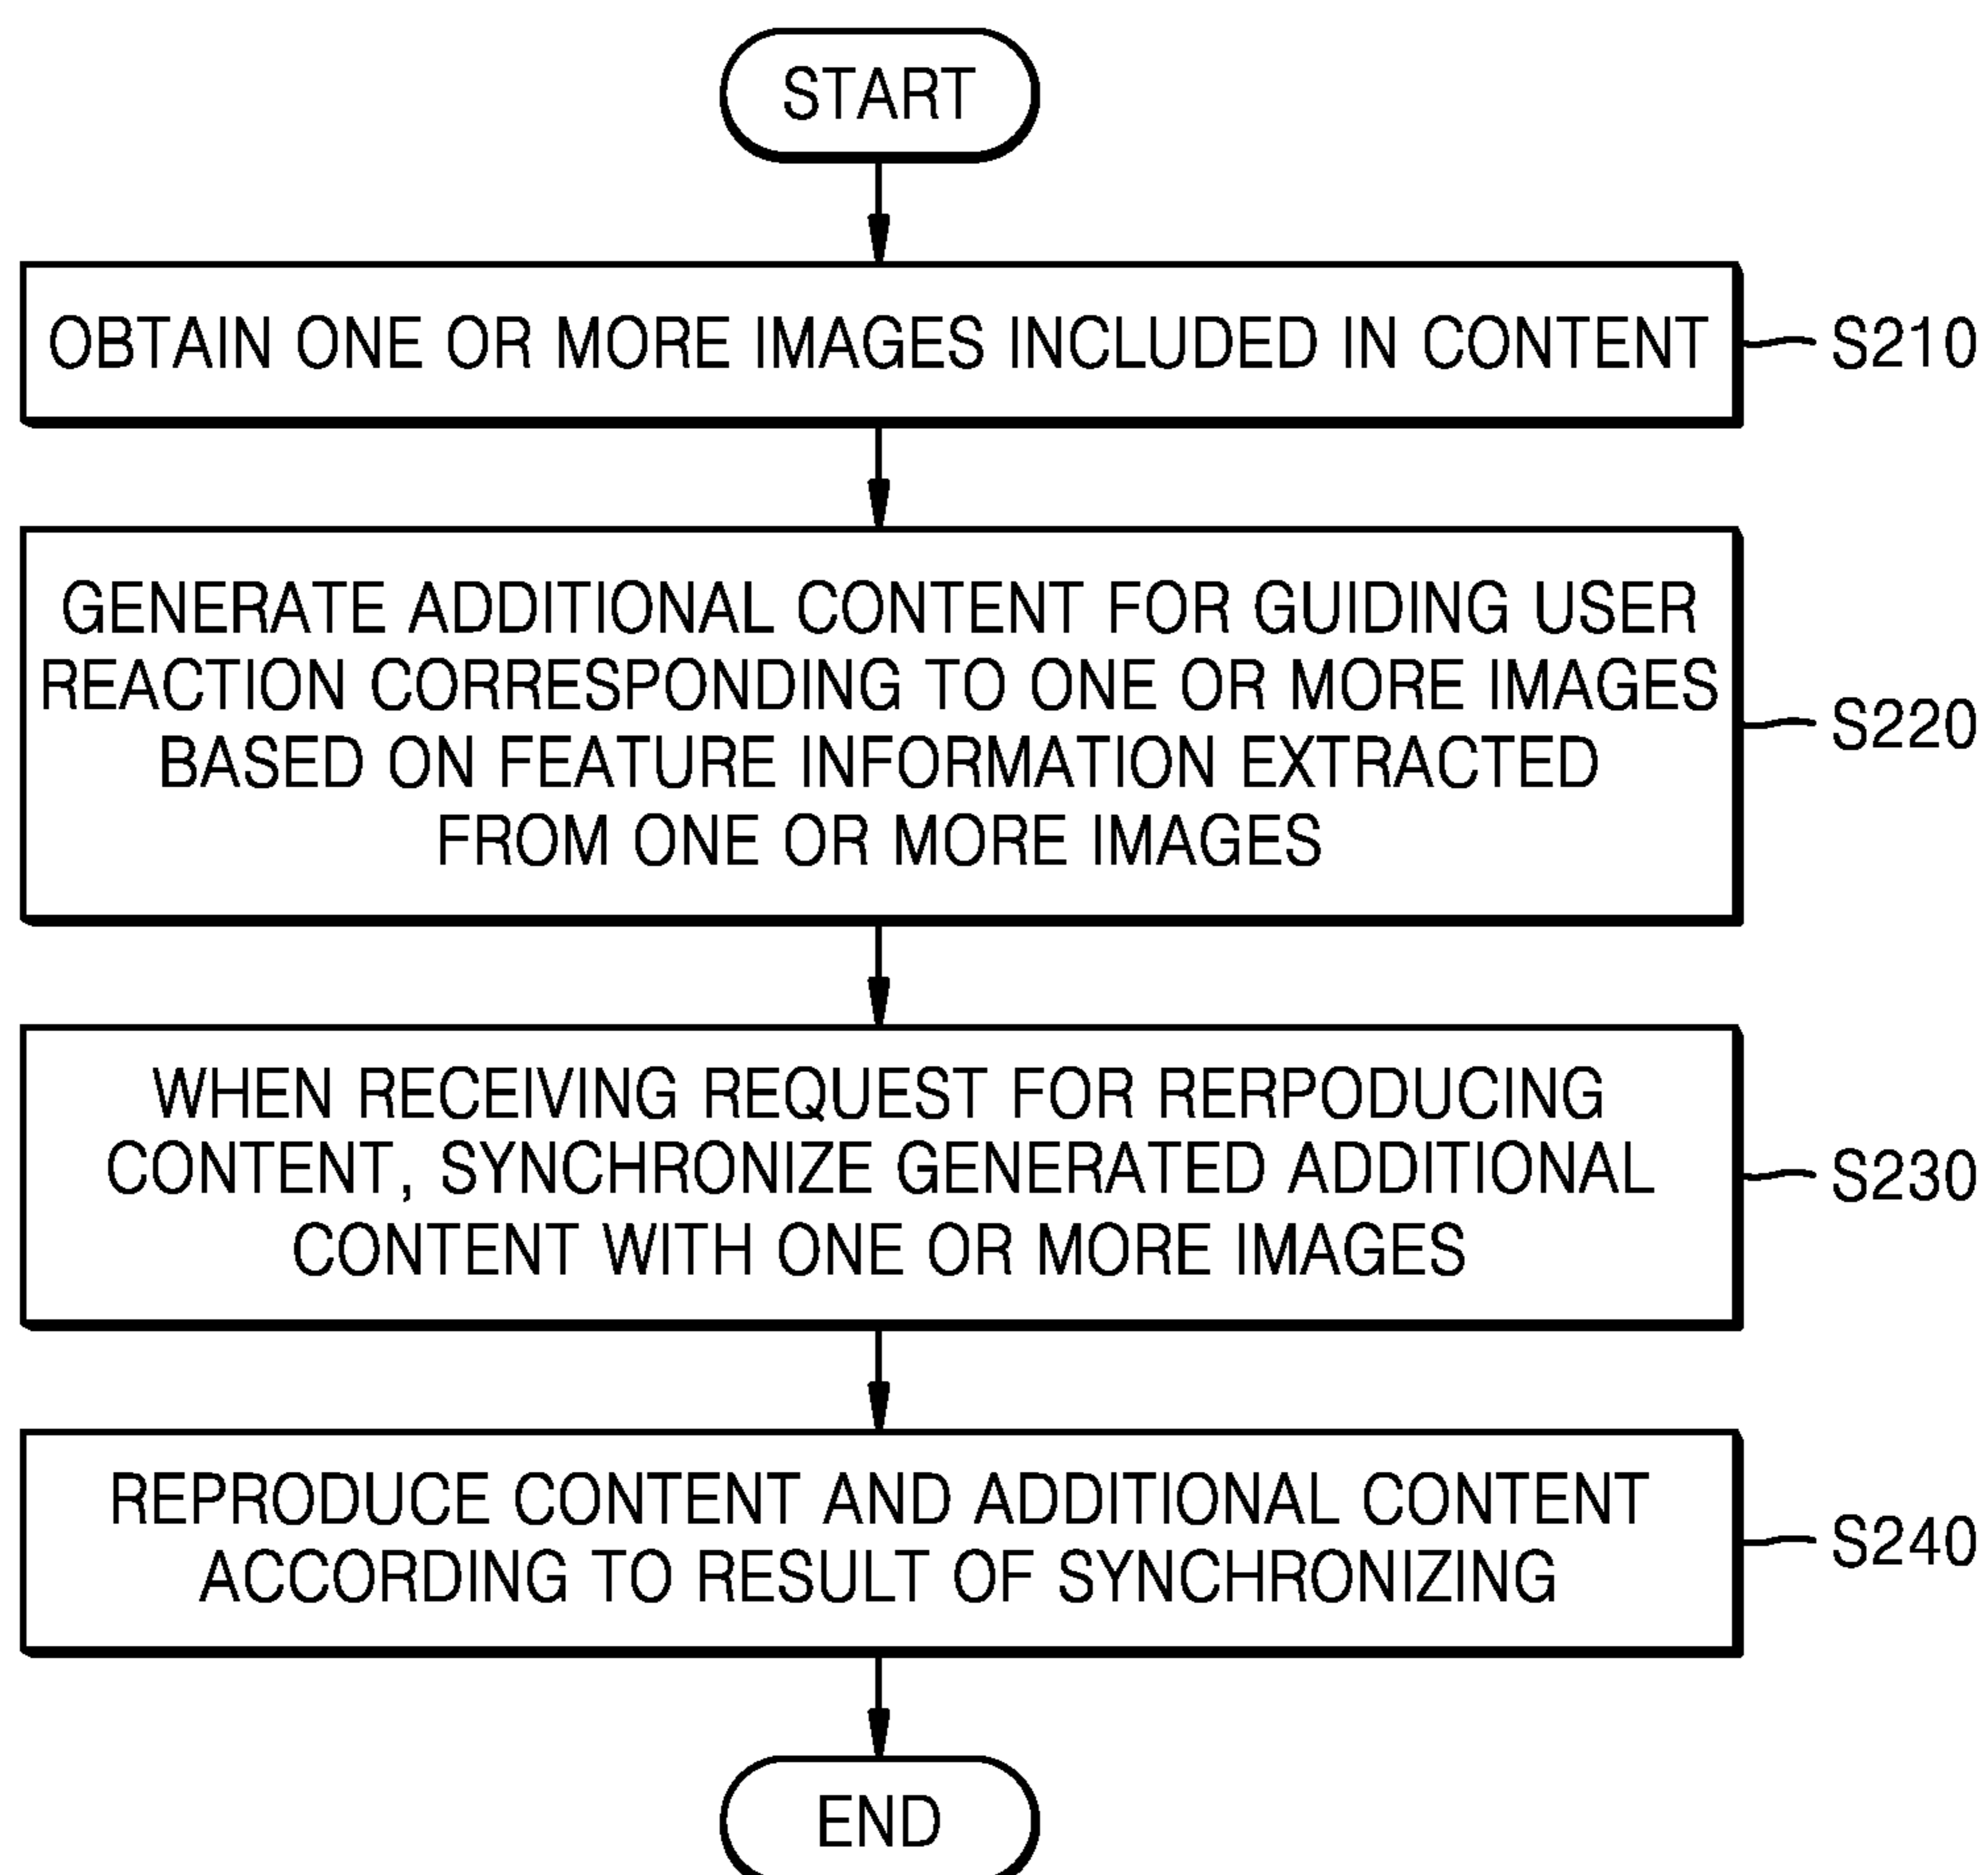 START
OBTAIN ONE OR MORE IMAGES INCLUDED IN CONTENT
S210
GENERATE ADDITIONAL CONTENT FOR GUIDING USER
REACTION CORRESPONDING TO ONE OR MORE IMAGES
BASED ON FEATURE INFORMATION EXTRACTED
FROM ONE OR MORE IMAGES
S220
WHEN RECEIVING REQUEST FOR RERPODUCING
CONTENT, SYNCHRONIZE GENERATED ADDITIONAL
CONTENT WITH ONE OR MORE IMAGES
S230
REPRODUCE CONTENT AND ADDITIONAL CONTENT
ACCORDING TO RESULT OF SYNCHRONIZING
S240
END